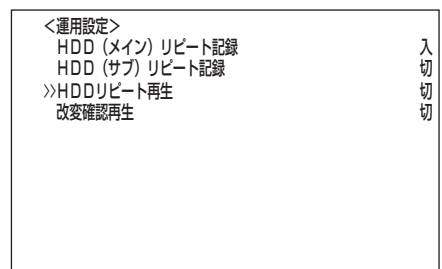 ＜運用設定＞
ＨＤＤ（メイン）リピート記録 入
ＨＤＤ（サブ）リピート記録 切
>>ＨＤＤリピート再生 切
改変確認再生 切